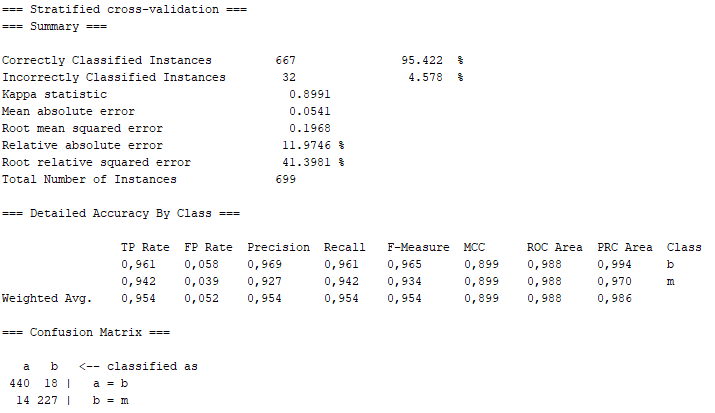 === Stratified cross-validation ===
=== Summary ===
Correctly Classified Instances 667 95.422 %
Incorrectly Classified Instances 32 4.578 %
Kappa statistic 0.8991
Mean absolute error 0.0541
Root mean squared error 0.1968
Relative absolute error 11.9746 %
Root relative squared error 41.3981 %
Total Number of Instances 699
=== Detailed Accuracy By Class ===
TP Rate FP Rate Precision Recall F-Measure MCC ROC Area PRC Area Class
0,961 0,058 0,969 0,961 0,965 0,899 0,988 0,994 b
0,942 0,039 0,927 0,942 0,934 0,899 0,988 0,970 m
Weighted Avg. 0,954 0,052 0,954 0,954 0,954 0,899 0,988 0,986
=== Confusion Matrix ===
a b <-- classified as
440 18 | a = b
14 227 | b = m